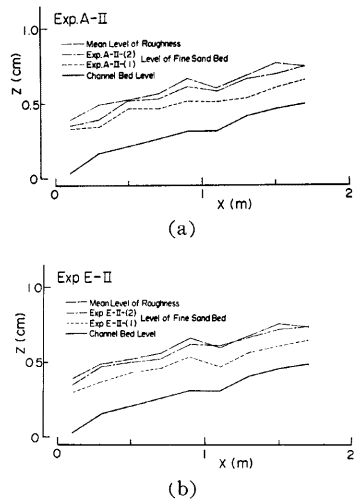 Exp.A-II
1.0
Mean Level of Roughness
Exp.A-II-(2)
Level of Fine Sand Bed
Exp.A-II-(1)
Channel Bed Level
Z (cm)
0.5
0
0
1
2
X (m)
(a)
Exp E-II
1.0
Mean Level of Roughness
Exp E-II-(2)
Level of Fine Sand Bed
Exp E-II-(1)
Channel Bed Level
Z (cm)
0.5
0
0
1
2
X (m)
(b)